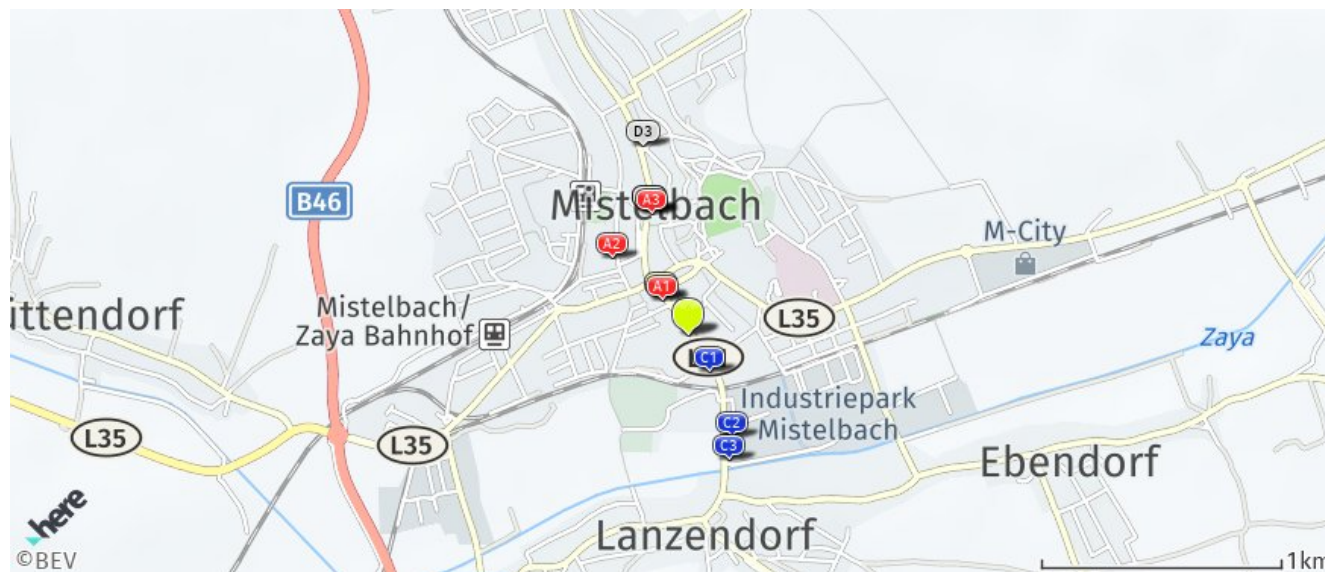 D3
B46
A3
Mistelbach
A2
M-City
A1
ittendorf
Mistelbach/
Zaya Bahnhof
L35
Zaya
C1
Industriepark
Mistelbach
C2
L35
L35
C3
Ebendorf
Lanzendorf
here
©BEV
1km